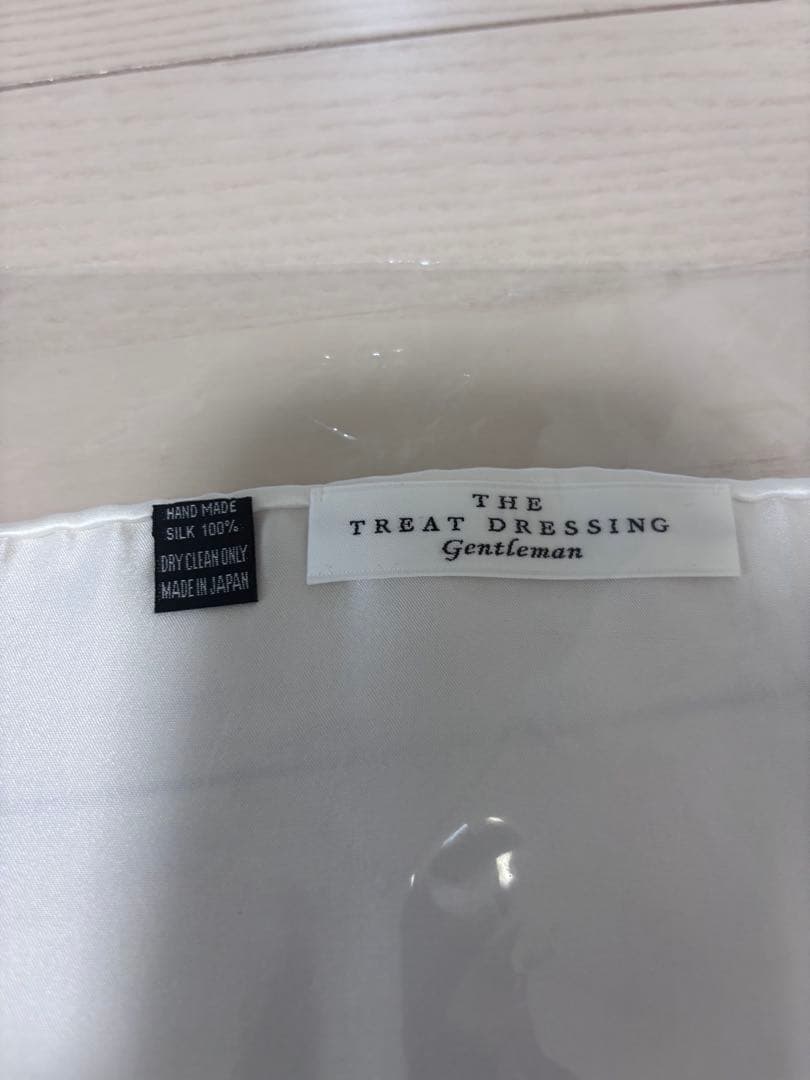 HAND MADE
SILK 100%
DRY CLEAN ONLY
MADE IN JAPAN
THE
TREAT DRESSING
Gentleman